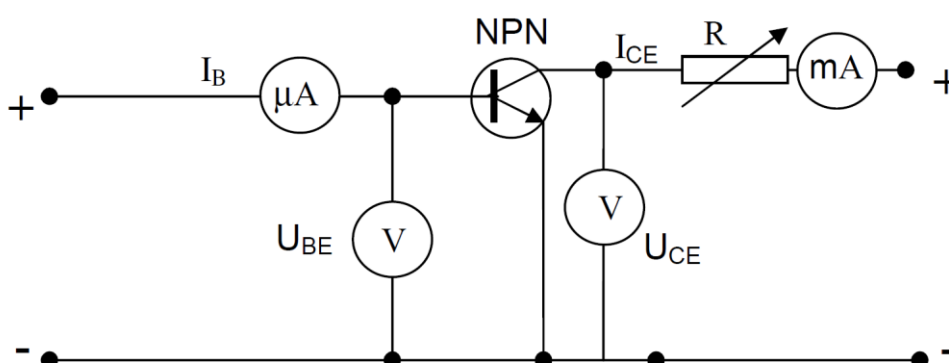 NPN
I_CE
R
I_B
μA
mA
+
+
U_BE
V
V
U_CE
-
-